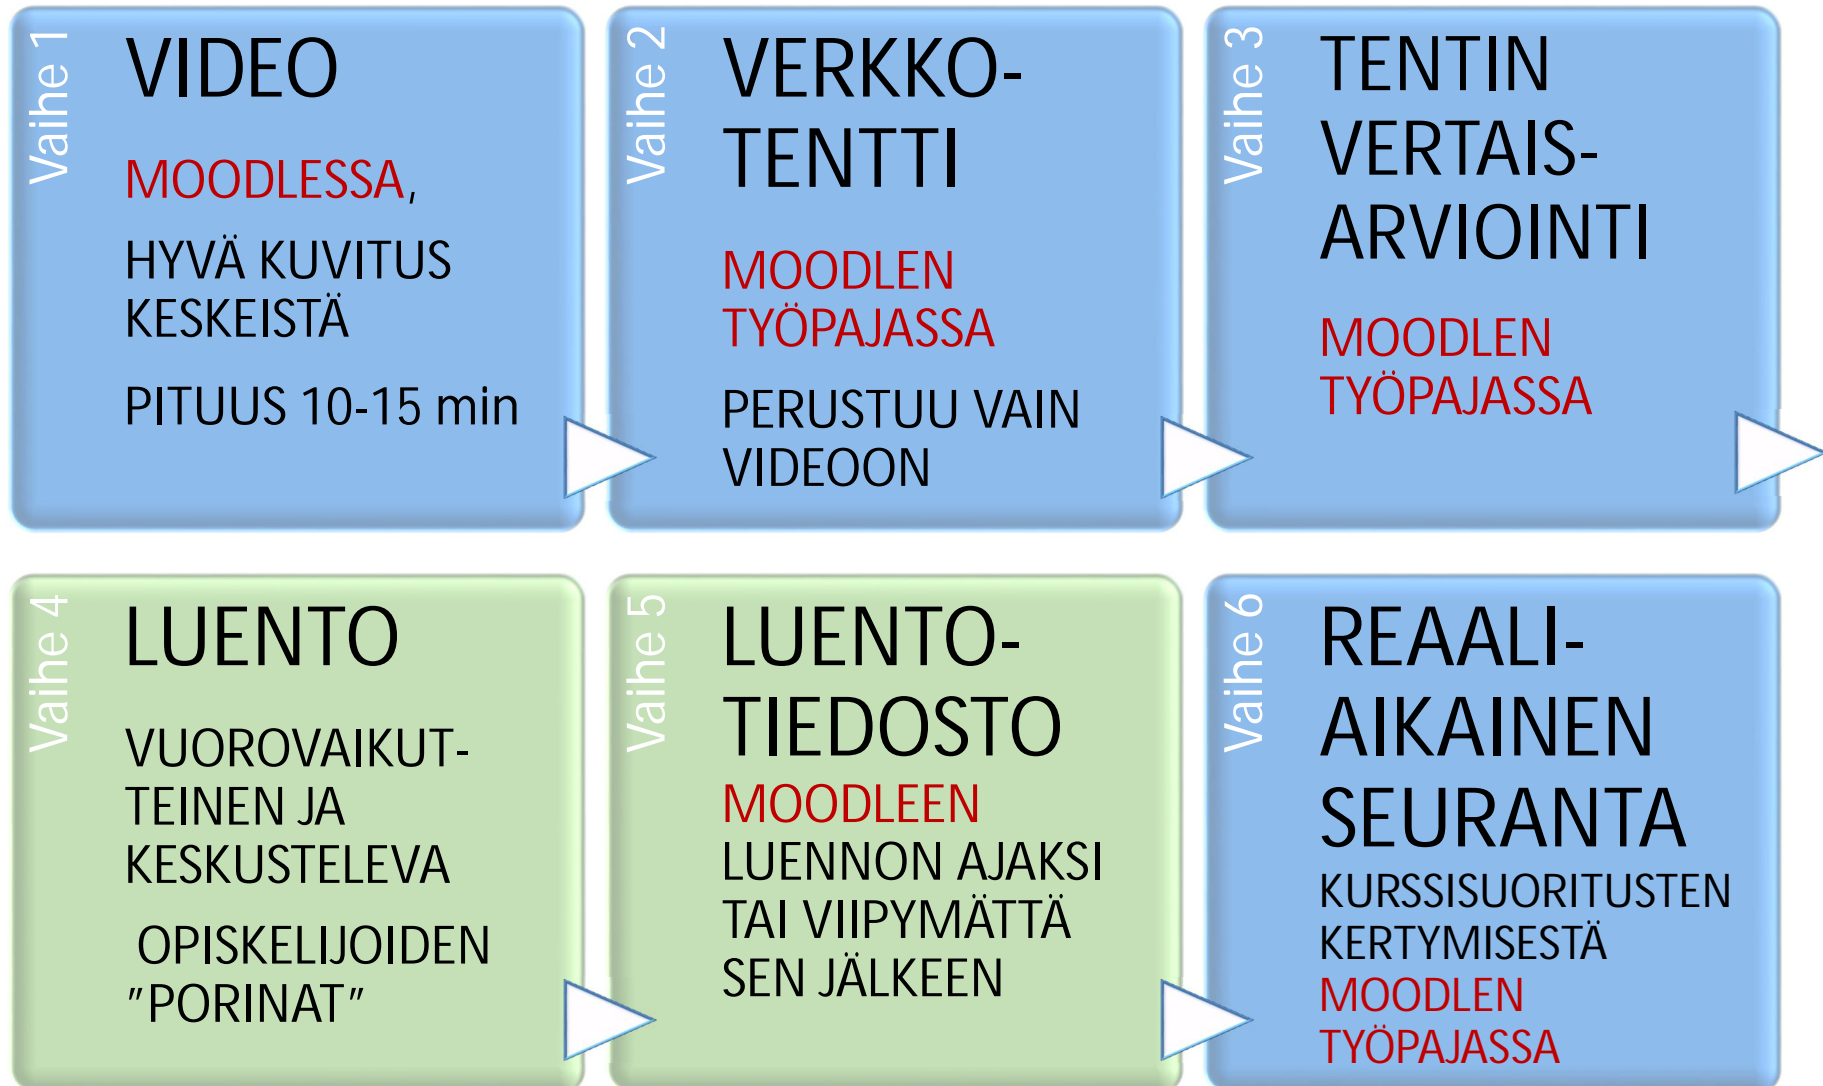 Vaihe 1
VIDEO
MOODLESSA,
HYVÄ KUVITUS
KESKEISTÄ
PITUUS 10-15 min
Vaihe 2
VERKKO-
TENTTI
MOODLEN
TYÖPAJASSA
PERUSTUU VAIN
VIDEOON
Vaihe 3
TENTIN
VERTAIS-
ARVIOINTI
MOODLEN
TYÖPAJASSA
Vaihe 4
LUENTO
VUOROVAIKUT-
TEINEN JA
KESKUSTELEVA
OPISKELIJOIDEN
"PORINAT"
Vaihe 5
LUENTO-
TIEDOSTO
MOODLEEN
LUENNON AJAKSI
TAI VIIPYMÄTTÄ
SEN JÄLKEEN
Vaihe 6
REAALI-
AIKAINEN
SEURANTA
KURSSISUORITUSTEN
KERTYMISESTÄ
MOODLEN
TYÖPAJASSA